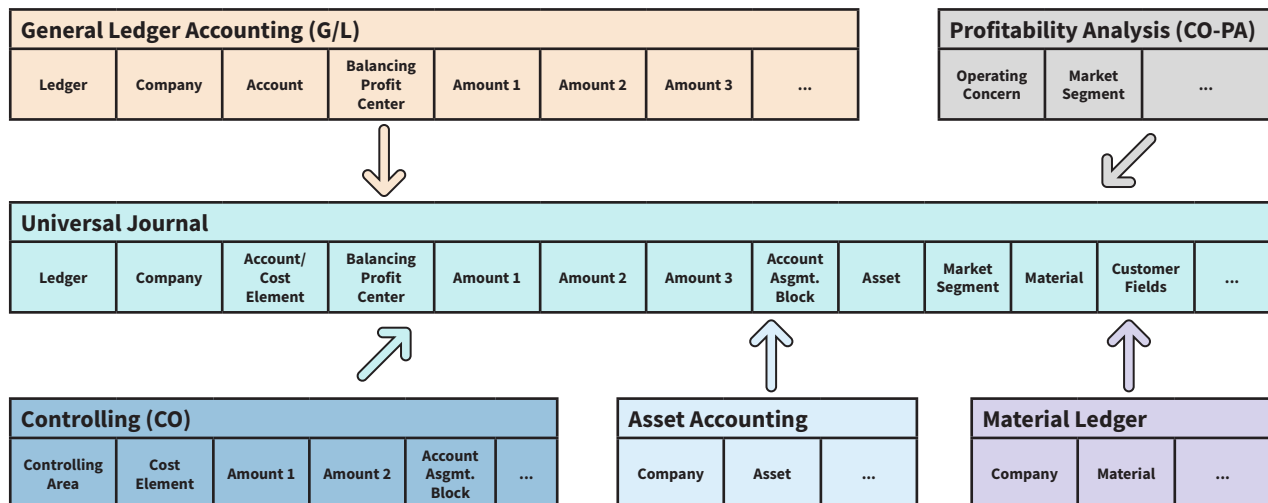 General Ledger Accounting (G/L)
Ledger
Company
Account
Balancing
Profit
Center
Amount 1
Amount 2
Amount 3
...
Profitability Analysis (CO-PA)
Operating
Concern
Market
Segment
...
Universal Journal
Ledger
Company
Account/
Cost
Element
Balancing
Profit
Center
Amount 1
Amount 2
Amount 3
Account
Asgmt.
Block
Asset
Market
Segment
Material
Customer
Fields
...
Controlling (CO)
Controlling
Area
Cost
Element
Amount 1
Amount 2
Account
Asgmt.
Block
...
Asset Accounting
Company
Asset
...
Material Ledger
Company
Material
...